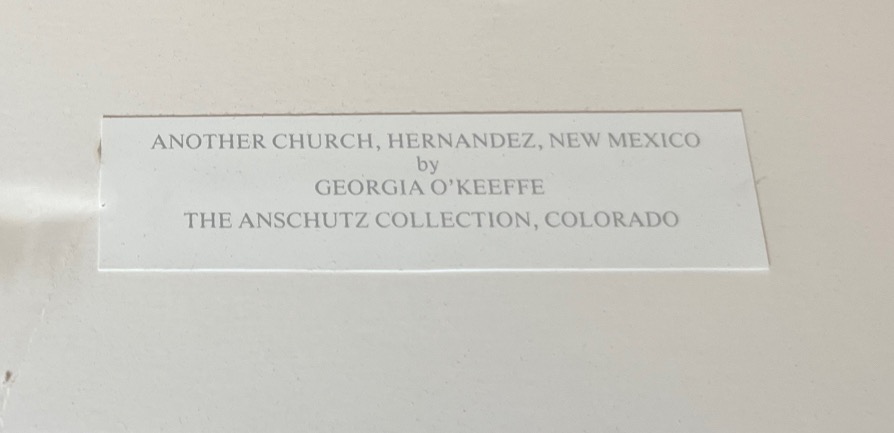 ANOTHER CHURCH, HERNANDEZ, NEW MEXICO
by
GEORGIA O'KEEFFE
THE ANSCHUTZ COLLECTION, COLORADO